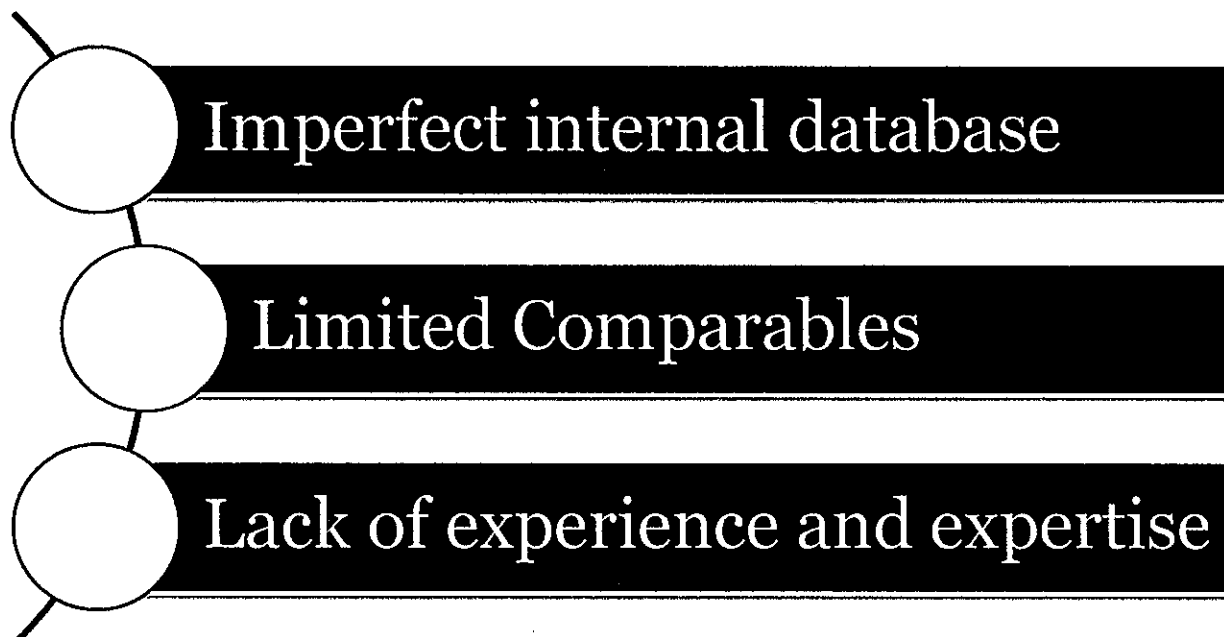 Imperfect internal database
Limited Comparables
Lack of experience and expertise